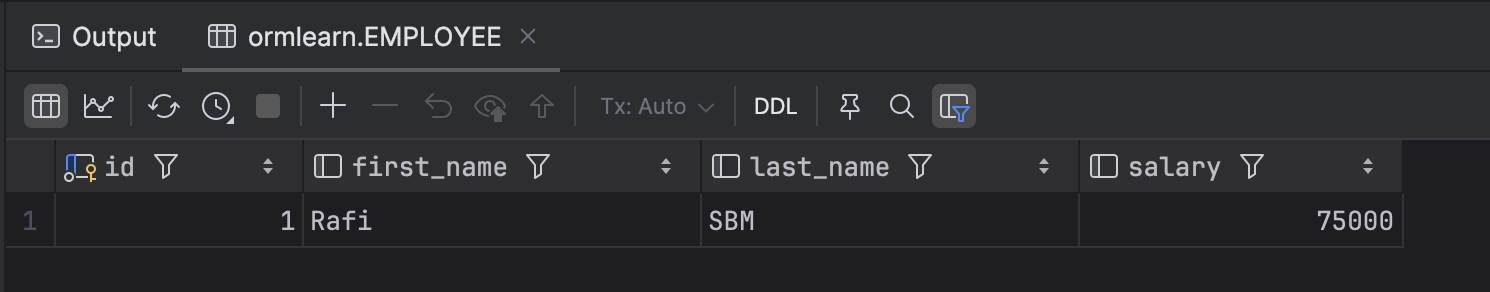 Output ormlearn.EMPLOYEE
Tx: Auto DDL
id first_name last_name salary
1 1 Rafi SBM 75000